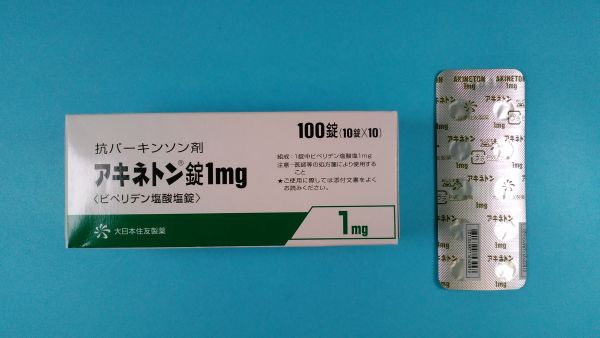 抗パーキンソン剤
アキネトン®錠1mg
〈ビペリデン塩酸塩錠〉
大日本住友製薬
100錠(10錠×10)
組成:1錠中ビペリデン塩酸塩1mg
注意-医師等の処方箋により使用する
こと
★ご使用に際しては添付文書をよく
お読みください。
1mg
AKINETON
1mg
アキネトン
1mg
アキネトン
1mg
アキネトン
1mg